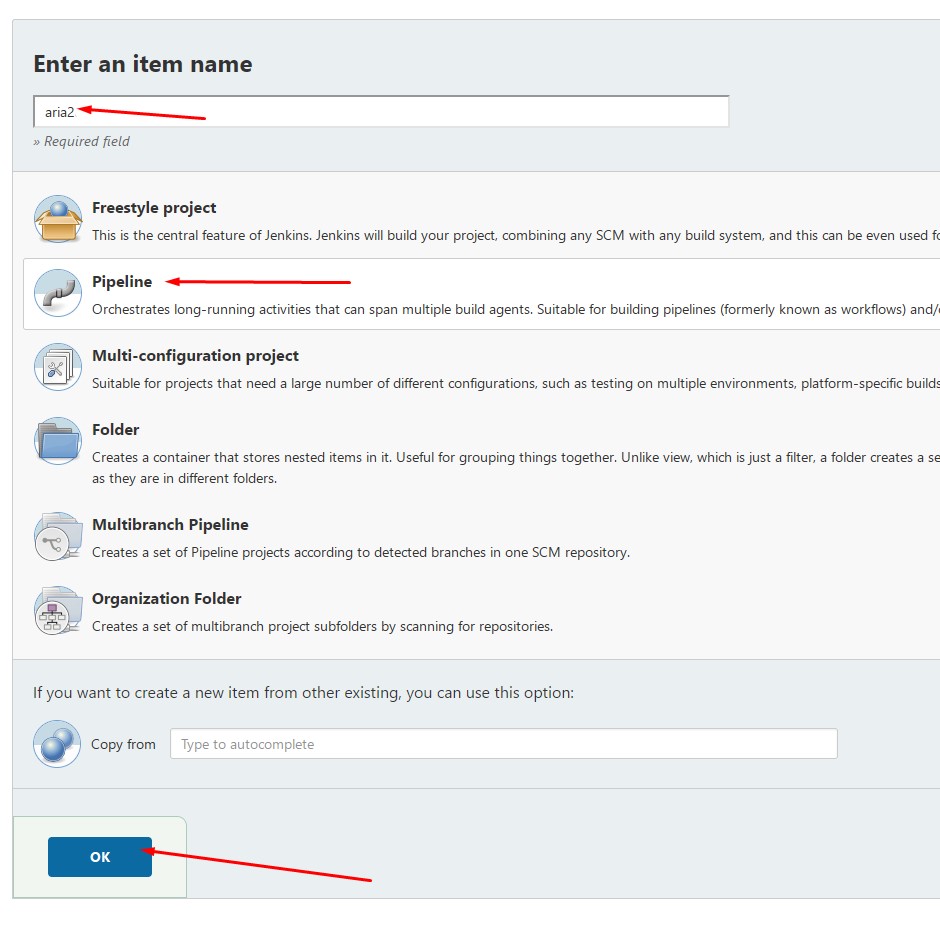 Enter an item name
aria2
» Required field
Freestyle project
This is the central feature of Jenkins. Jenkins will build your project, combining any SCM with any build system, and this can be even used
Pipeline
Orchestrates long-running activities that can span multiple build agents. Suitable for building pipelines (formerly known as workflows)
Multi-configuration project
Suitable for projects that need a large number of different configurations, such as testing on multiple environments, platform-specific builds
Folder
Creates a container that stores nested items in it. Useful for grouping things together. Unlike view, which is just a filter, a folder creates a
as they are in different folders.
Multibranch Pipeline
Creates a set of Pipeline projects according to detected branches in one SCM repository.
Organization Folder
Creates a set of multibranch project subfolders by scanning for repositories.
If you want to create a new item from other existing, you can use this option:
Copy from
Type to autocomplete
OK